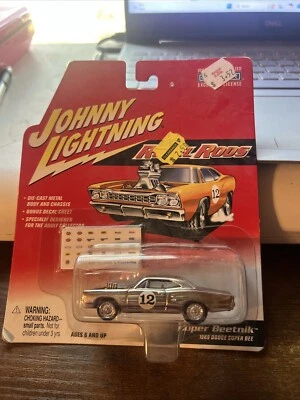 JOHNNY
LIGHTNING
REBEL RODS
• DIE-CAST METAL
BODY AND CHASSIS
• BONUS DECAL SHEET
• SPECIALLY DESIGNED
FOR THE ADULT COLLECTOR
12
12
WARNING:
CHOKING HAZARD—
small parts. Not for
children under 3 yrs
AGES 8 AND UP
Super Beetnik
1969 DODGE SUPER BEE